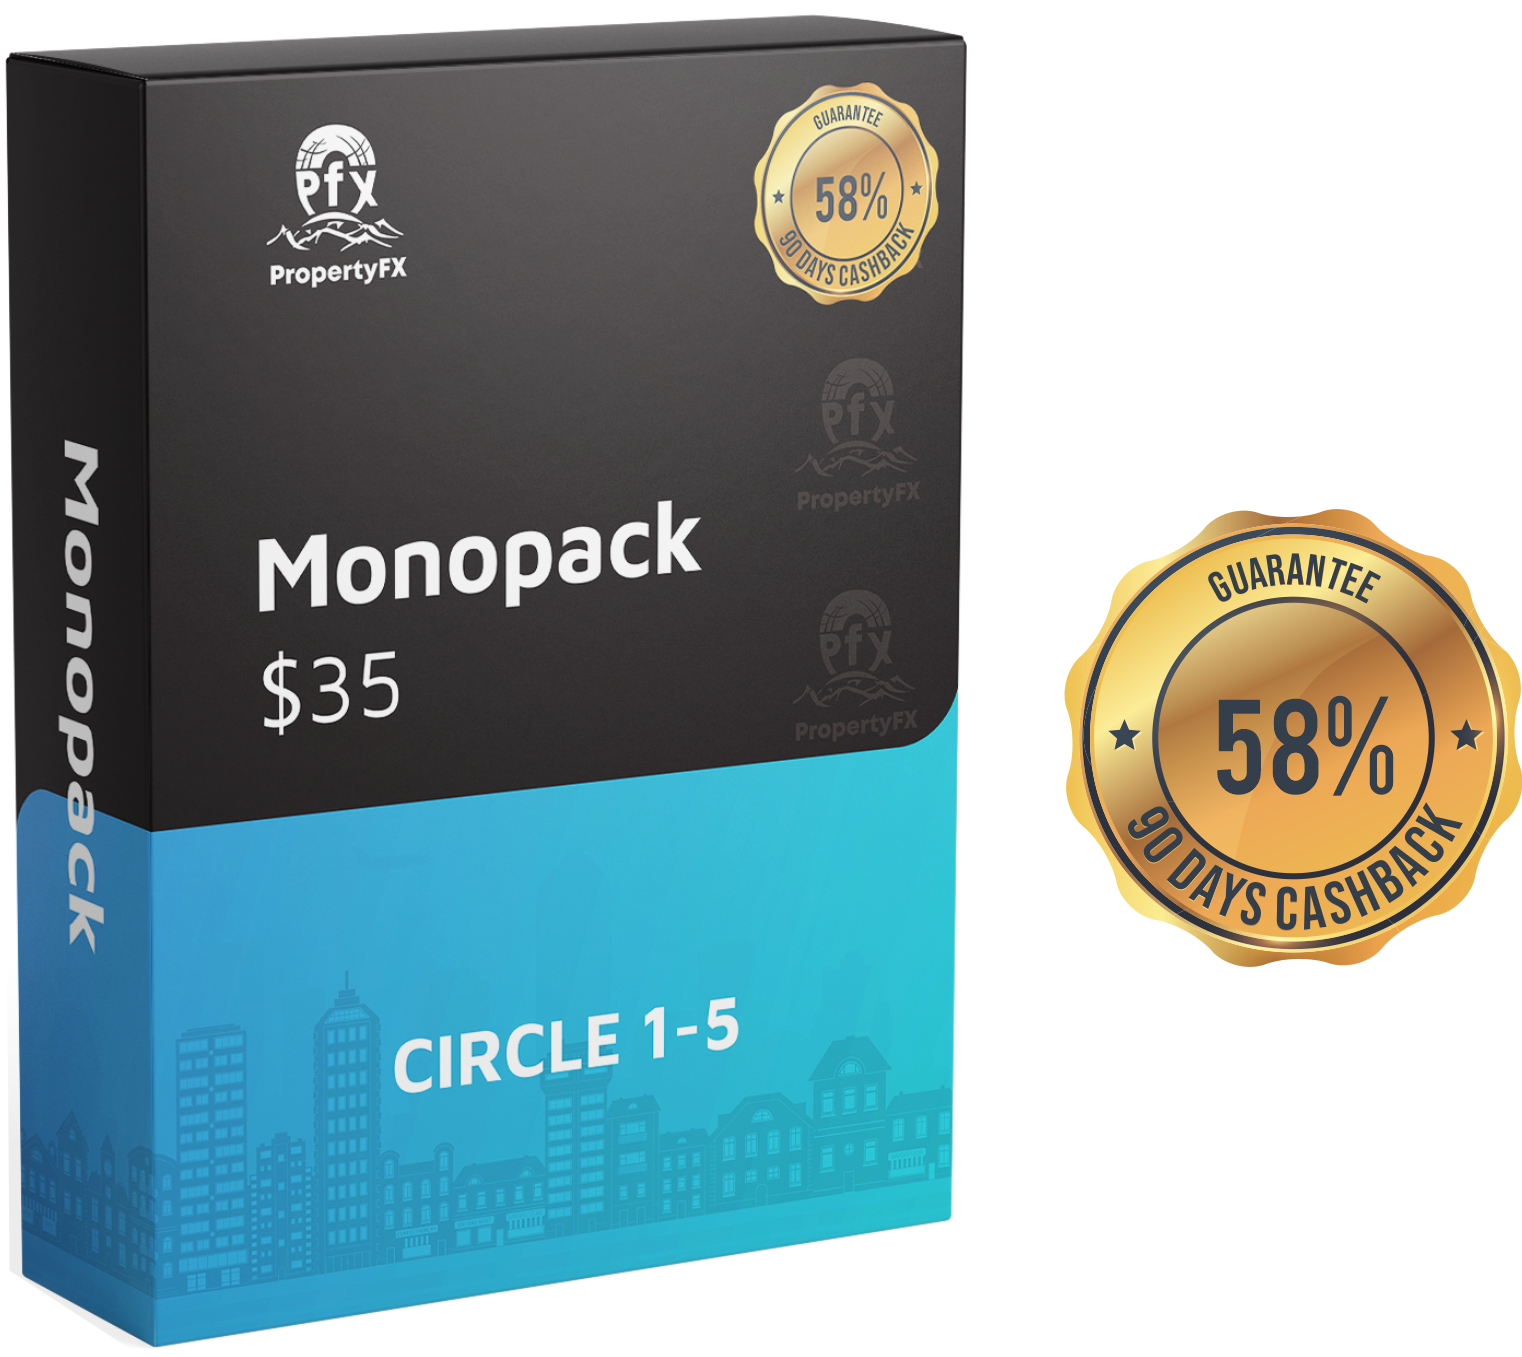 pfx
PropertyFX
GUARANTEE
58%
90 DAYS CASHBACK
pfx
PropertyFX
Monopack
$35
pfx
PropertyFX
Monopack
CIRCLE 1-5
GUARANTEE
58%
90 DAYS CASHBACK